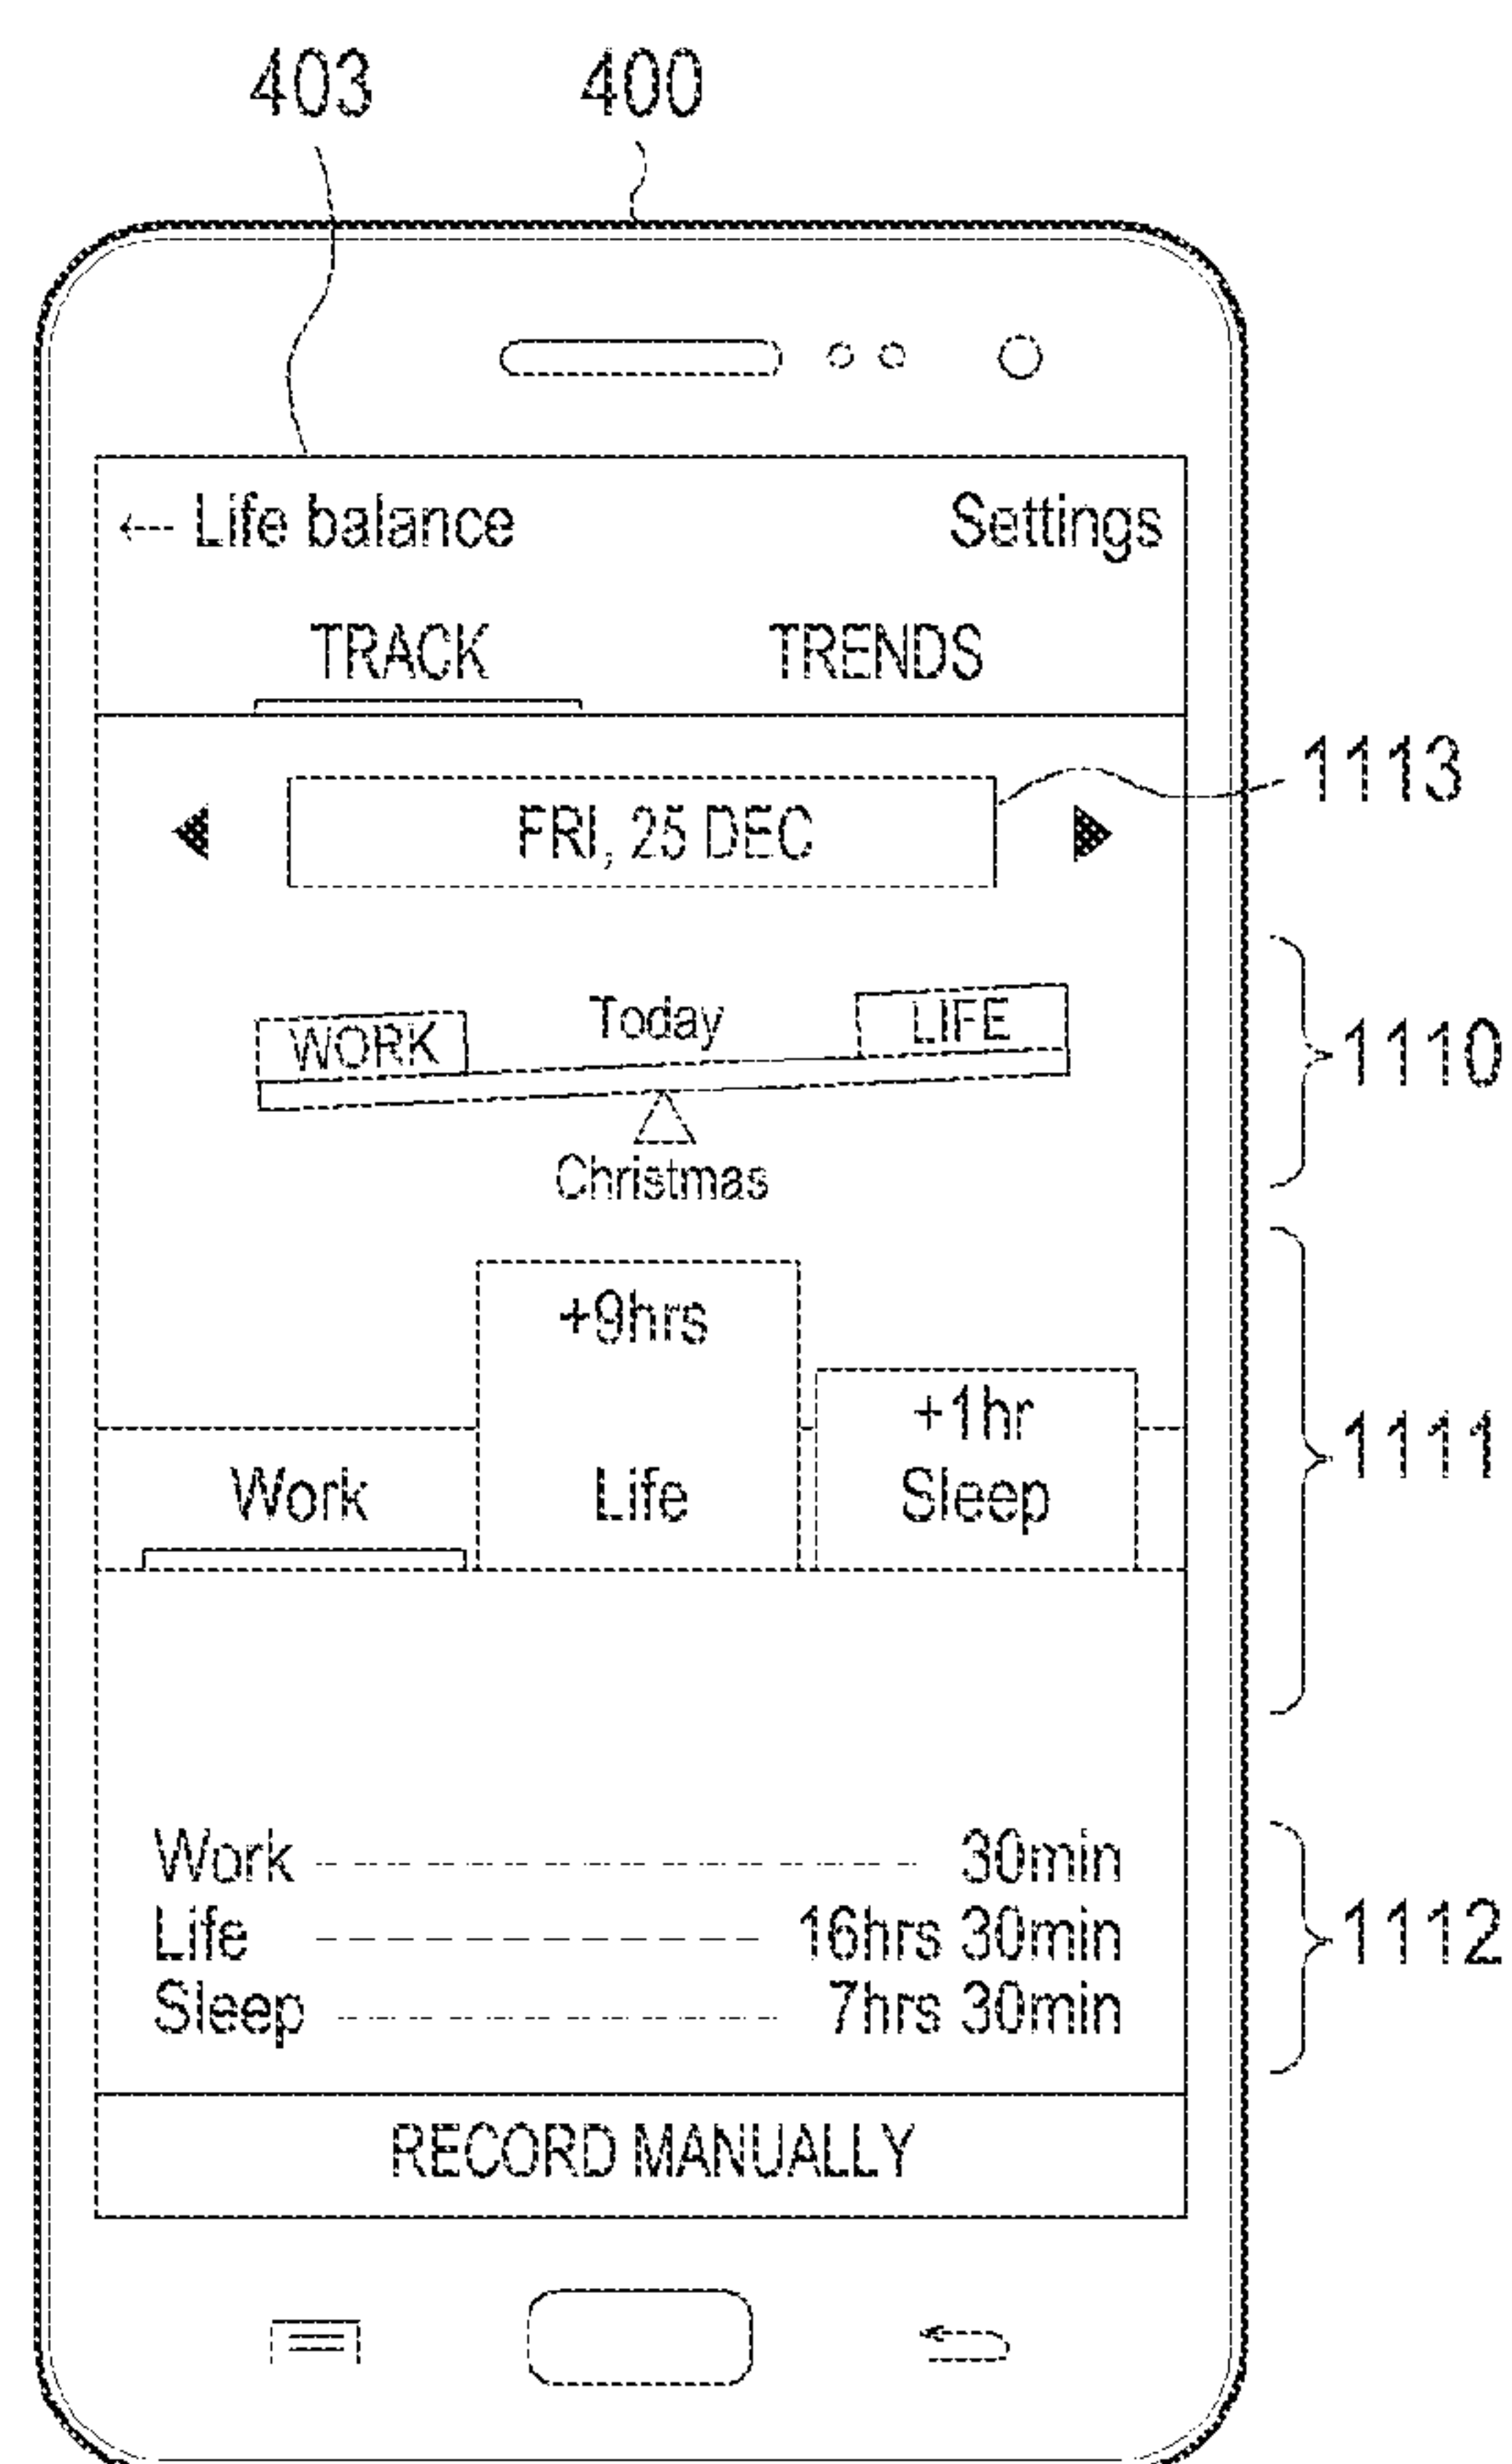 403 400
← Life balance Settings
TRACK TRENDS
1113
FRI, 25 DEC
WORK Today LIFE
1110
Christmas
+9hrs
+1hr
1111
Work Life Sleep
Work 30min
Life 16hrs 30min
1112
Sleep 7hrs 30min
RECORD MANUALLY